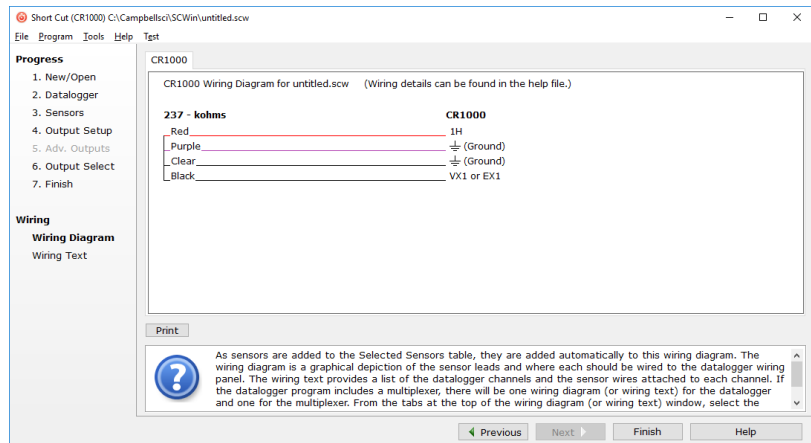 Short Cut (CR1000) C:\Campbellsci\SCWin\untitled.scw
File Program Tools Help Test
Progress
1. New/Open
2. Datalogger
3. Sensors
4. Output Setup
5. Adv. Outputs
6. Output Select
7. Finish
Wiring
Wiring Diagram
Wiring Text
CR1000
CR1000 Wiring Diagram for untitled.scw (Wiring details can be found in the help file.)
237 - kohms CR1000
Red 1H
Purple (Ground)
Clear (Ground)
Black VX1 or EX1
Print
As sensors are added to the Selected Sensors table, they are added automatically to this wiring diagram. The
wiring diagram is a graphical depiction of the sensor leads and where each should be wired to the datalogger wiring
panel. The wiring text provides a list of the datalogger channels and the sensor wires attached to each channel. If
the datalogger program includes a multiplexer, there will be one wiring diagram (or wiring text) for the datalogger
and one for the multiplexer. From the tabs at the top of the wiring diagram (or wiring text) window, select the
Previous Next Finish Help